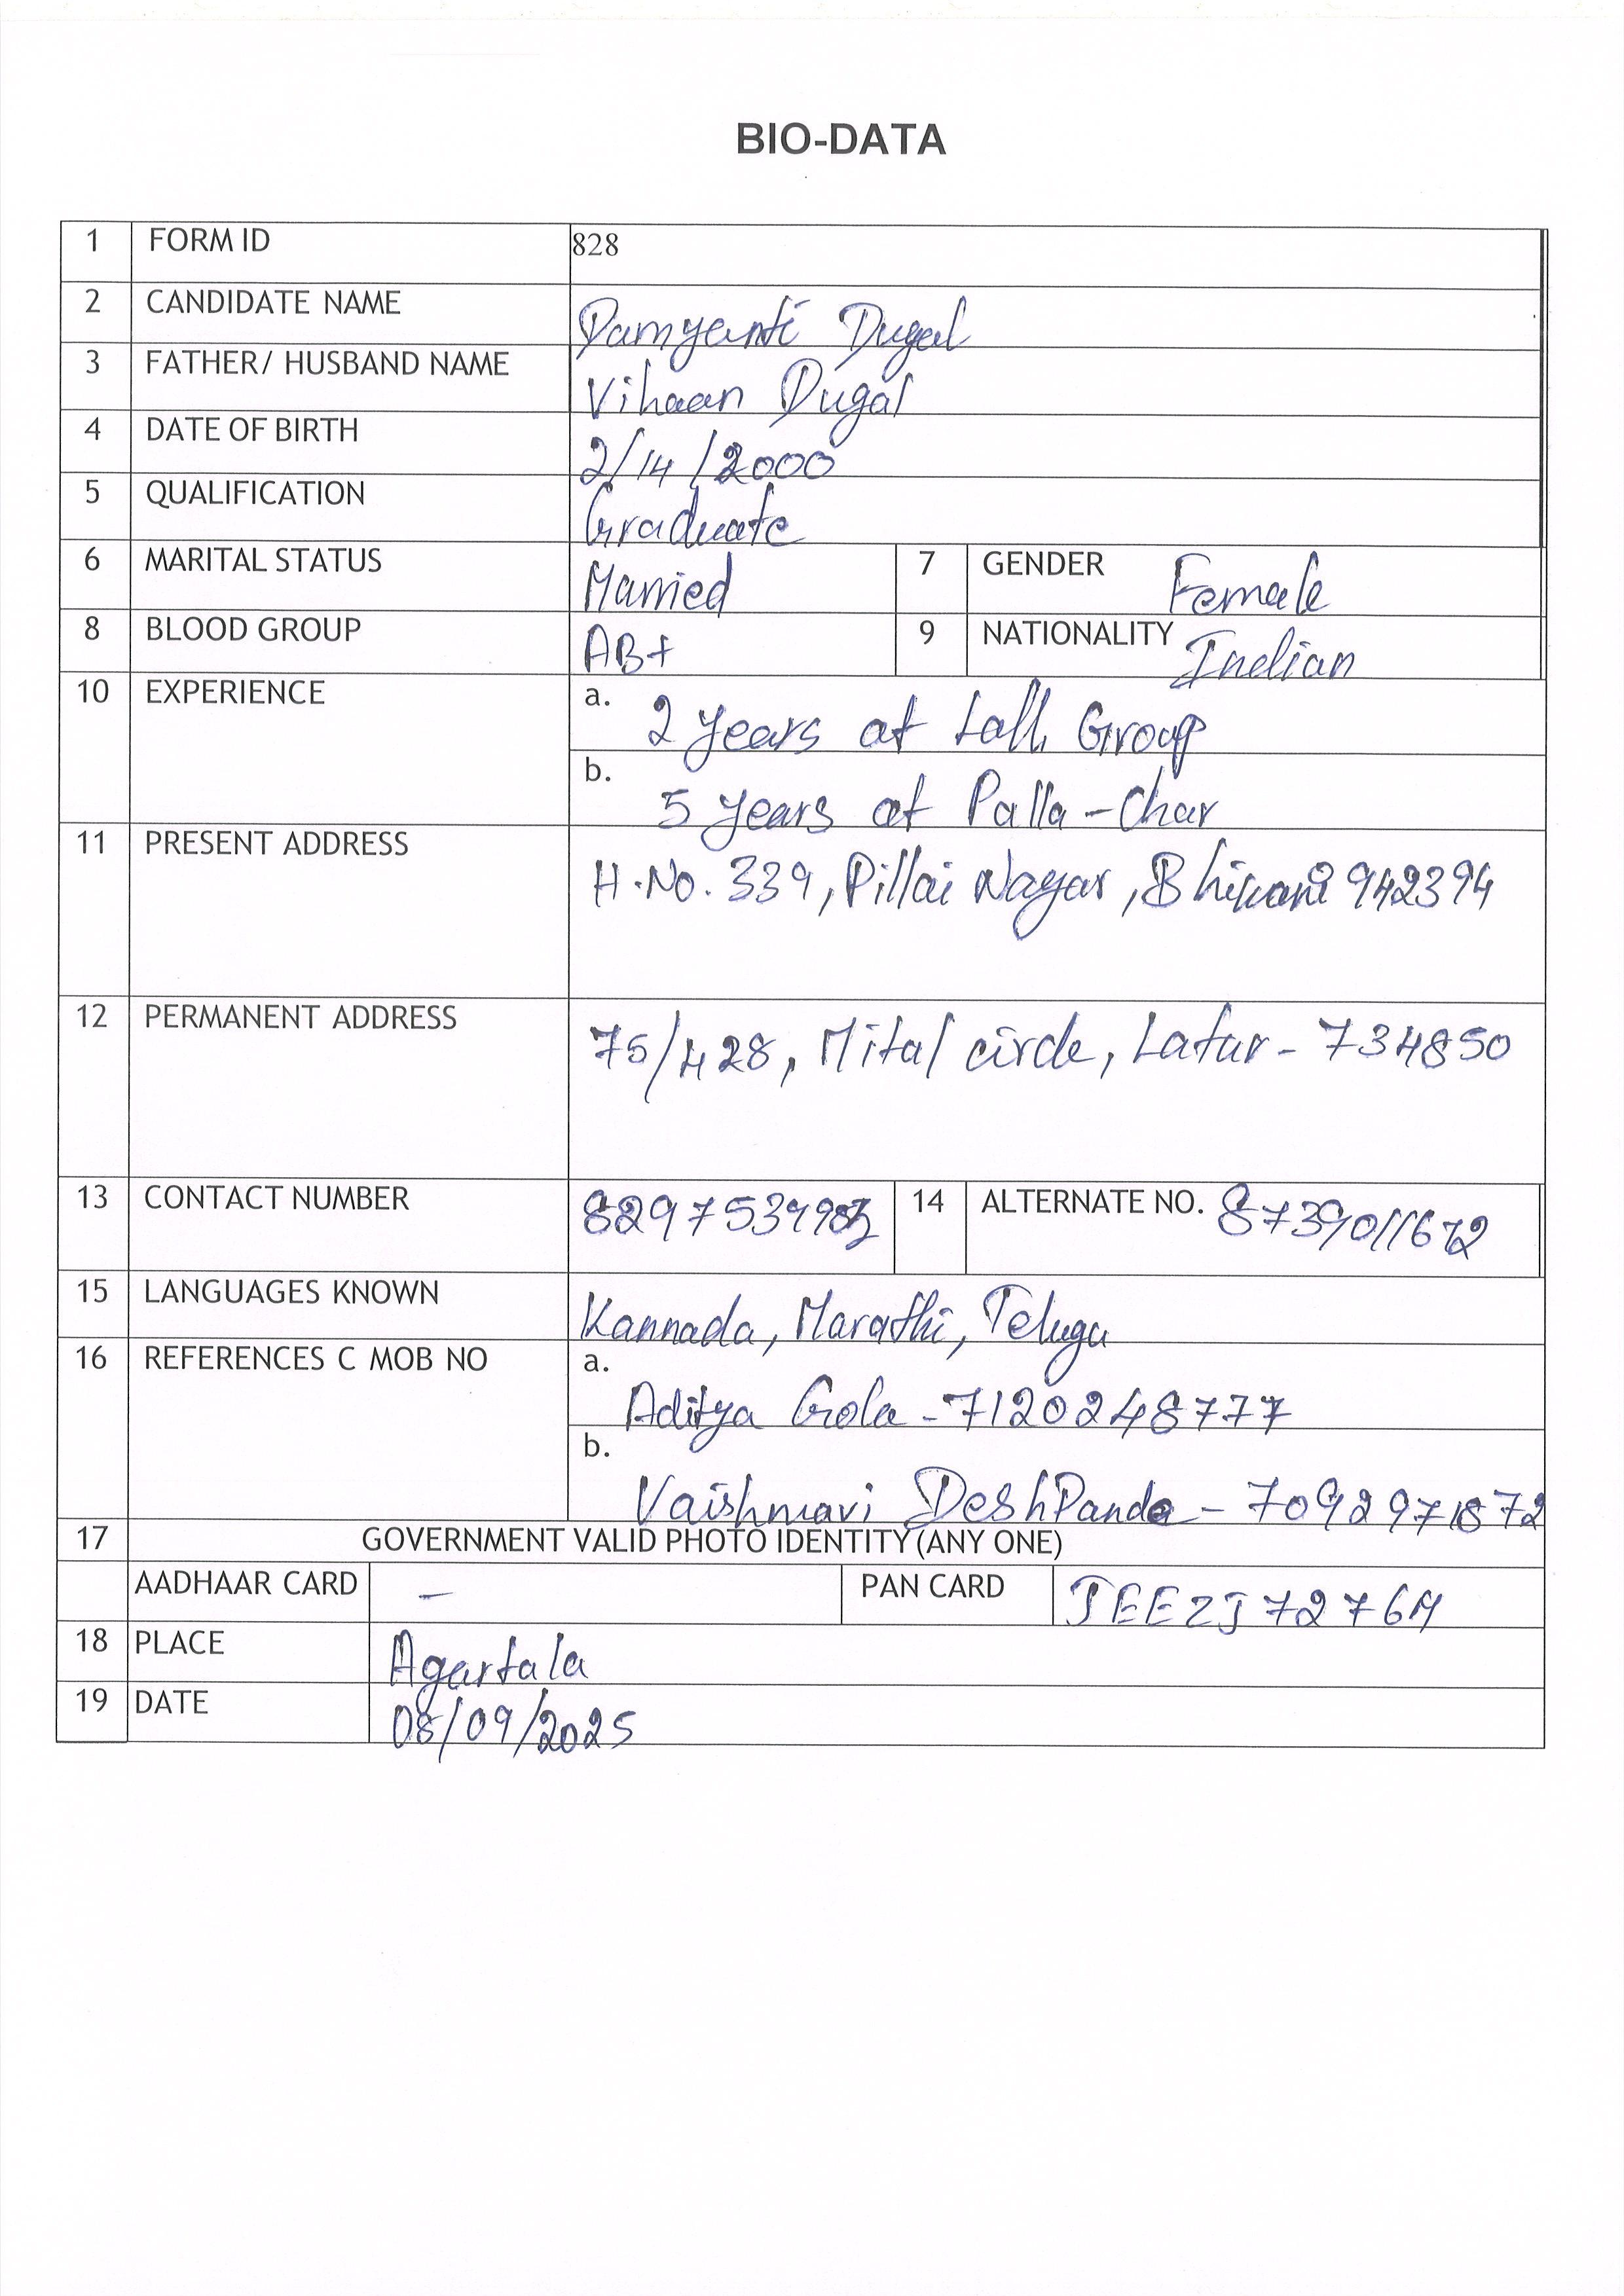 BIO-DATA
1 FORM ID 828
2 CANDIDATE NAME Damyanti Dugal
3 FATHER/ HUSBAND NAME Vihaan Dugal
4 DATE OF BIRTH 2/14/2000
5 QUALIFICATION Graduate
6 MARITAL STATUS Married 7 GENDER Female
8 BLOOD GROUP AB+ 9 NATIONALITY Indian
10 EXPERIENCE a. 2 years at Lall Group
b. 5 years at Palla-Char
11 PRESENT ADDRESS H.No. 339, Pillai Nagar, Bhiwani 942394
12 PERMANENT ADDRESS 75/428, Mital circle, Latur - 734850
13 CONTACT NUMBER 14 ALTERNATE NO. 8739011672
15 LANGUAGES KNOWN Kannada, Marathi, Telugu
16 REFERENCES C MOB NO a. Aditya Gola - 7120248777
b. Vaishnavi DeshPande - 7092971872
17 GOVERNMENT VALID PHOTO IDENTITY (ANY ONE)
AADHAAR CARD - PAN CARD JEEZJ7276M
18 PLACE Agartala
19 DATE 08/09/2025